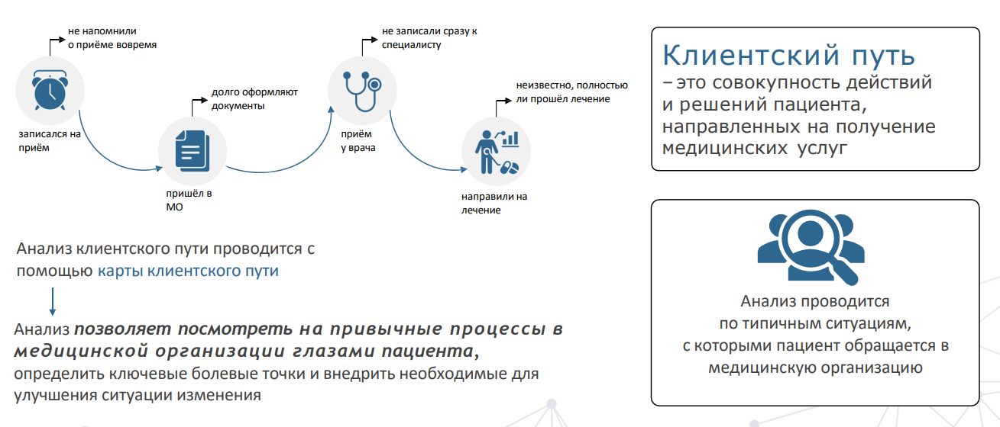 не напомнили
о приёме вовремя
записался на
приём
долго оформляют
документы
пришёл в
МО
не записали сразу к
специалисту
приём
у врача
неизвестно, полностью
ли прошёл лечение
направили на
лечение
Клиентский путь
– это совокупность действий
и решений пациента,
направленных на получение
медицинских услуг
Анализ клиентского пути проводится с
помощью карты клиентского пути
Анализ позволяет посмотреть на привычные процессы в
медицинской организации глазами пациента,
определить ключевые болевые точки и внедрить необходимые для
улучшения ситуации изменения
Анализ проводится
по типичным ситуациям,
с которыми пациент обращается в
медицинскую организацию